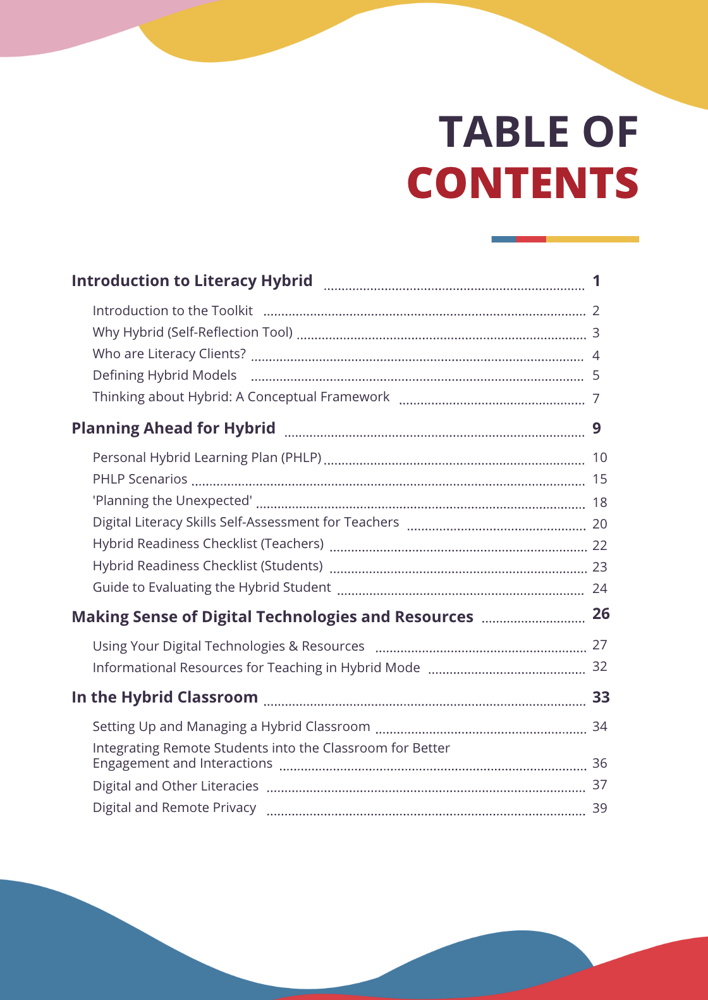 TABLE OF
CONTENTS
Introduction to Literacy Hybrid 1
Introduction to the Toolkit 2
Why Hybrid (Self-Reflection Tool) 3
Who are Literacy Clients? 4
Defining Hybrid Models 5
Thinking about Hybrid: A Conceptual Framework 7
Planning Ahead for Hybrid 9
Personal Hybrid Learning Plan (PHLP) 10
PHLP Scenarios 15
'Planning the Unexpected' 18
Digital Literacy Skills Self-Assessment for Teachers 20
Hybrid Readiness Checklist (Teachers) 22
Hybrid Readiness Checklist (Students) 23
Guide to Evaluating the Hybrid Student 24
Making Sense of Digital Technologies and Resources 26
Using Your Digital Technologies & Resources 27
Informational Resources for Teaching in Hybrid Mode 32
In the Hybrid Classroom 33
Setting Up and Managing a Hybrid Classroom 34
Integrating Remote Students into the Classroom for Better
Engagement and Interactions 36
Digital and Other Literacies 37
Digital and Remote Privacy 39